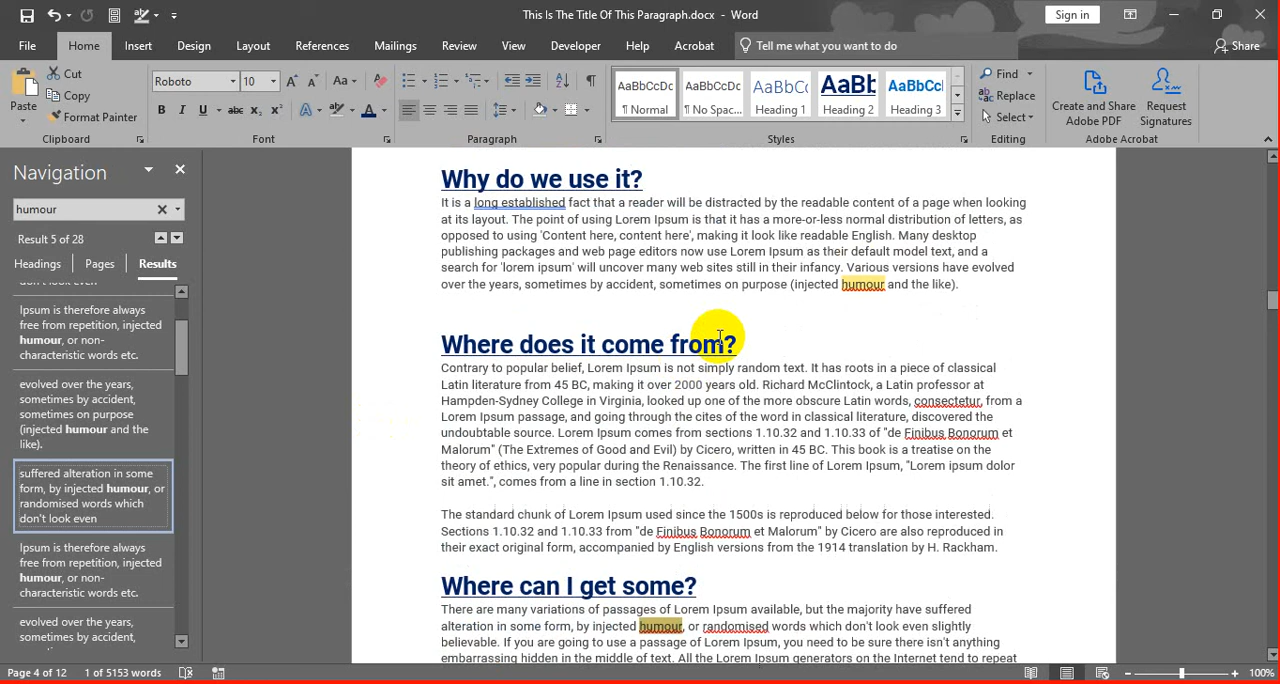 This Is The Title Of This Paragraph.docx - Word
Sign in
File Home Insert Design Layout References Mailings Review View Developer Help Acrobat Tell me what you want to do Share
Paste
Cut
Copy
Format Painter
Clipboard
Roboto 10
Font
Paragraph
AaBbCcDc AaBbCcDc AaBbCc AaBb AaBbCc
¶ Normal ¶ No Spac... Heading 1 Heading 2 Heading 3
Styles
Find
Replace
Select
Editing
Create and Share
Adobe PDF
Request
Signatures
Adobe Acrobat
Navigation
humour
Result 5 of 28
Headings Pages Results
don't look even
Ipsum is therefore always
free from repetition, injected
humour, or non-
characteristic words etc.
evolved over the years,
sometimes by accident,
sometimes on purpose
(injected humour and the
like).
suffered alteration in some
form, by injected humour, or
randomised words which
don't look even
Ipsum is therefore always
free from repetition, injected
humour, or non-
characteristic words etc.
evolved over the years,
sometimes by accident,
Why do we use it?
It is a long established fact that a reader will be distracted by the readable content of a page when looking
at its layout. The point of using Lorem Ipsum is that it has a more-or-less normal distribution of letters, as
opposed to using 'Content here, content here', making it look like readable English. Many desktop
publishing packages and web page editors now use Lorem Ipsum as their default model text, and a
search for 'lorem ipsum' will uncover many web sites still in their infancy. Various versions have evolved
over the years, sometimes by accident, sometimes on purpose (injected humour and the like).
Where does it come from?
Contrary to popular belief, Lorem Ipsum is not simply random text. It has roots in a piece of classical
Latin literature from 45 BC, making it over 2000 years old. Richard McClintock, a Latin professor at
Hampden-Sydney College in Virginia, looked up one of the more obscure Latin words, consectetur, from a
Lorem Ipsum passage, and going through the cites of the word in classical literature, discovered the
undoubtable source. Lorem Ipsum comes from sections 1.10.32 and 1.10.33 of "de Finibus Bonorum et
Malorum" (The Extremes of Good and Evil) by Cicero, written in 45 BC. This book is a treatise on the
theory of ethics, very popular during the Renaissance. The first line of Lorem Ipsum, "Lorem ipsum dolor
sit amet.", comes from a line in section 1.10.32.
The standard chunk of Lorem Ipsum used since the 1500s is reproduced below for those interested.
Sections 1.10.32 and 1.10.33 from "de Finibus Bonorum et Malorum" by Cicero are also reproduced in
their exact original form, accompanied by English versions from the 1914 translation by H. Rackham.
Where can I get some?
There are many variations of passages of Lorem Ipsum available, but the majority have suffered
alteration in some form, by injected humour, or randomised words which don't look even slightly
believable. If you are going to use a passage of Lorem Ipsum, you need to be sure there isn't anything
embarrassing hidden in the middle of text. All the Lorem Ipsum generators on the Internet tend to repeat
Page 4 of 12 1 of 5153 words 100%